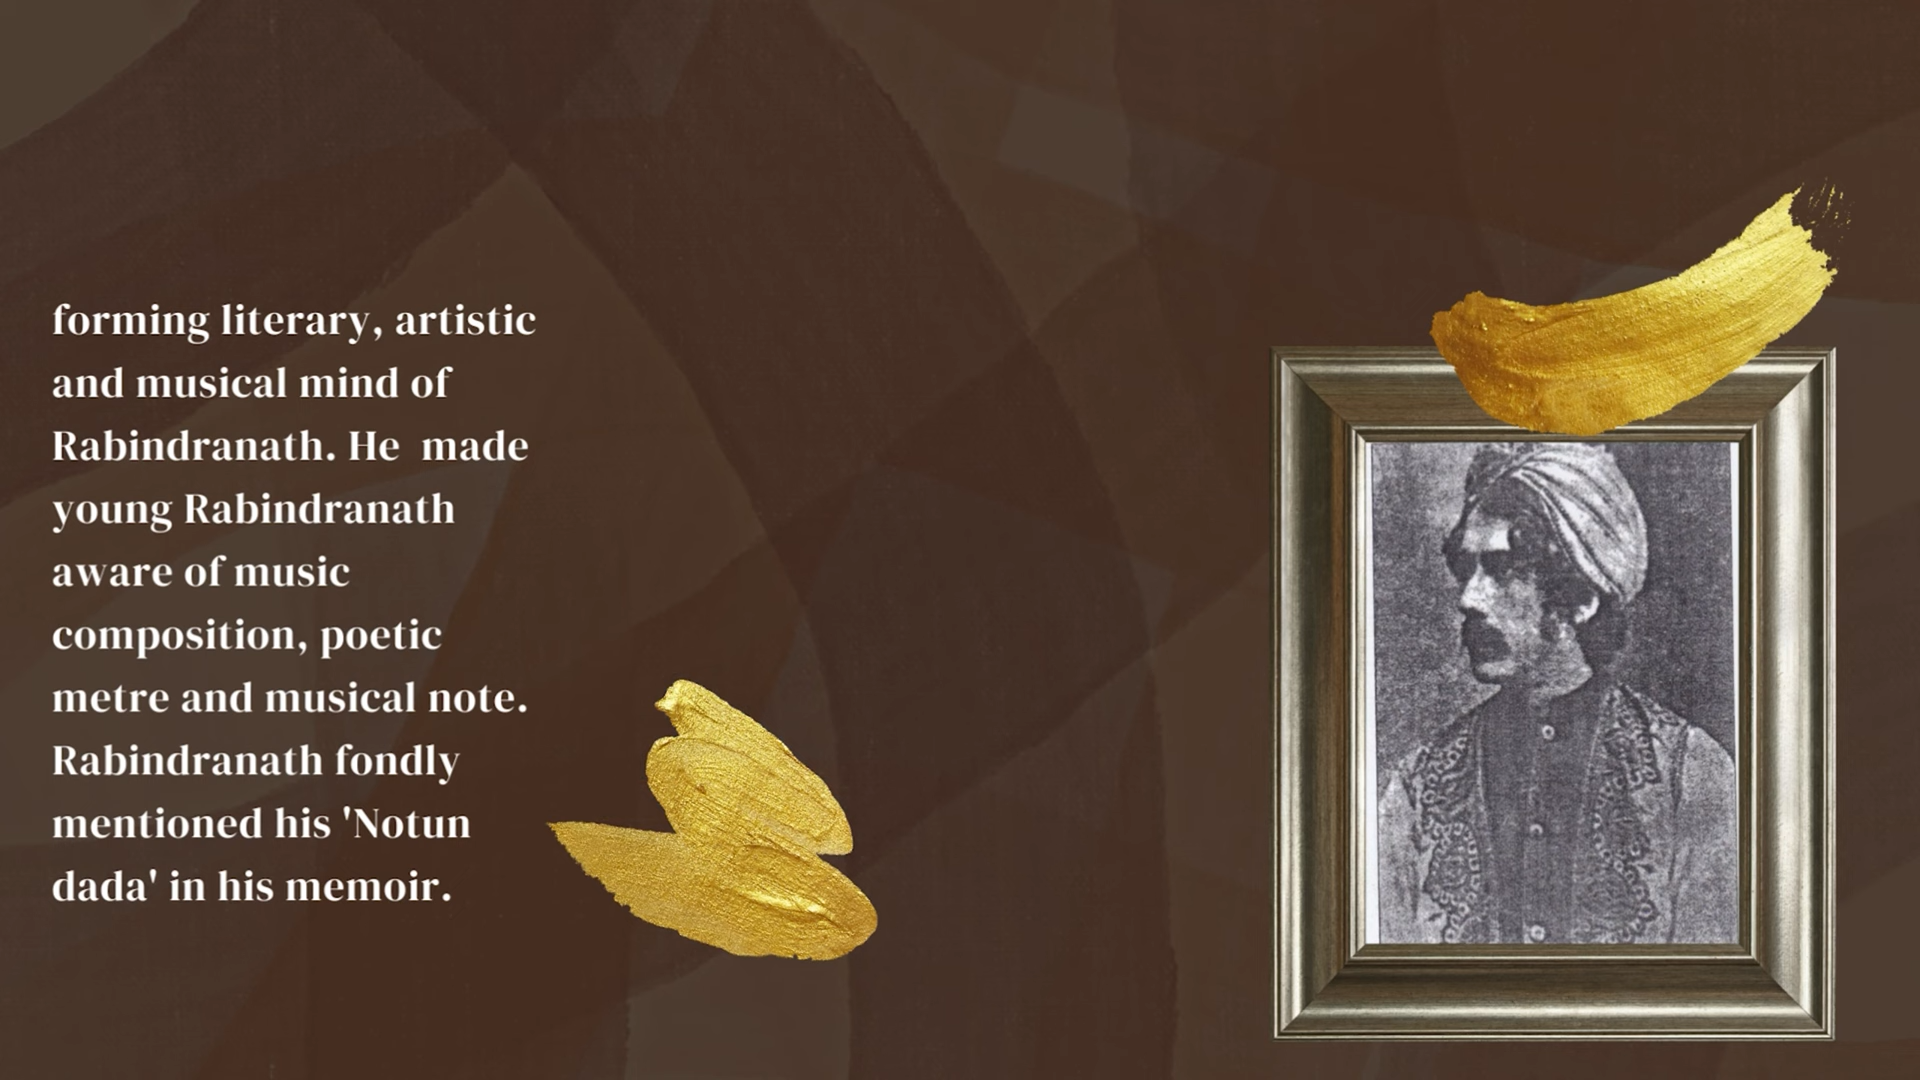 forming literary, artistic
and musical mind of
Rabindranath. He  made
young Rabindranath
aware of music
composition, poetic
metre and musical note.
Rabindranath fondly
mentioned his 'Notun
dada' in his memoir.